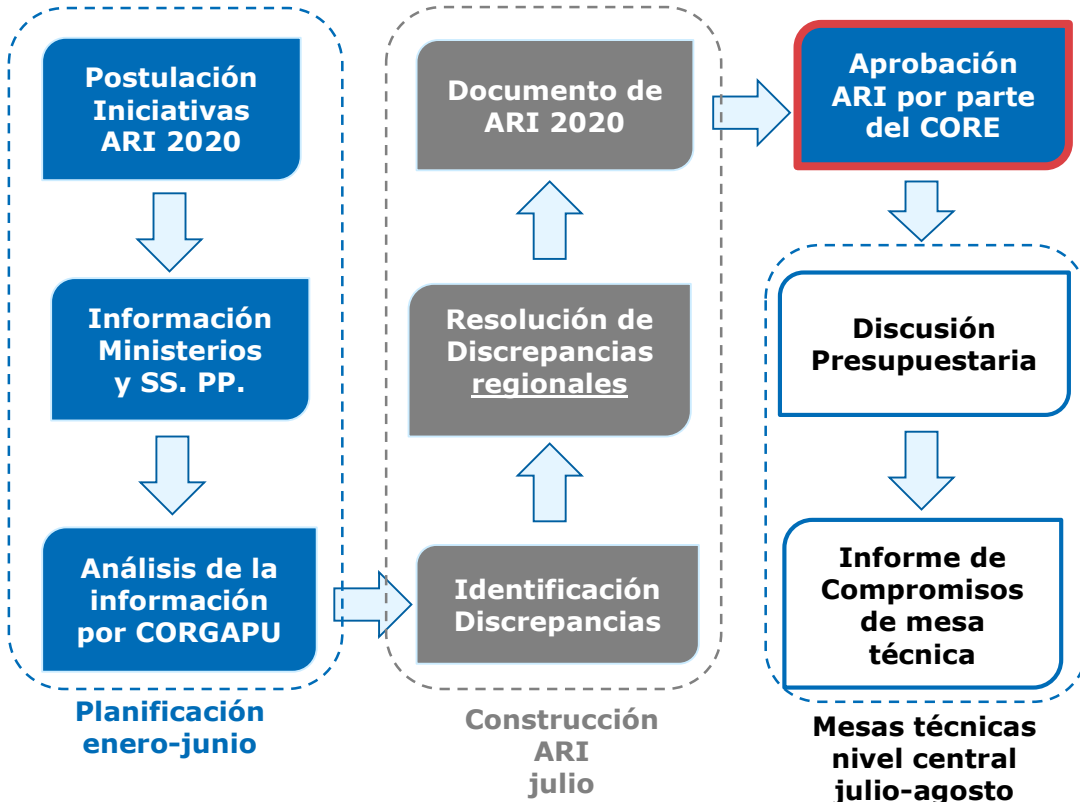 Postulación
Iniciativas
ARI 2020
Información
Ministerios
y SS. PP.
Análisis de la
información
por CORGAPU
Planificación
enero-junio
Documento de
ARI 2020
Resolución de
Discrepancias
regionales
Identificación
Discrepancias
Construcción
ARI
julio
Aprobación
ARI por parte
del CORE
Discusión
Presupuestaria
Informe de
Compromisos
de mesa
técnica
Mesas técnicas
nivel central
julio-agosto